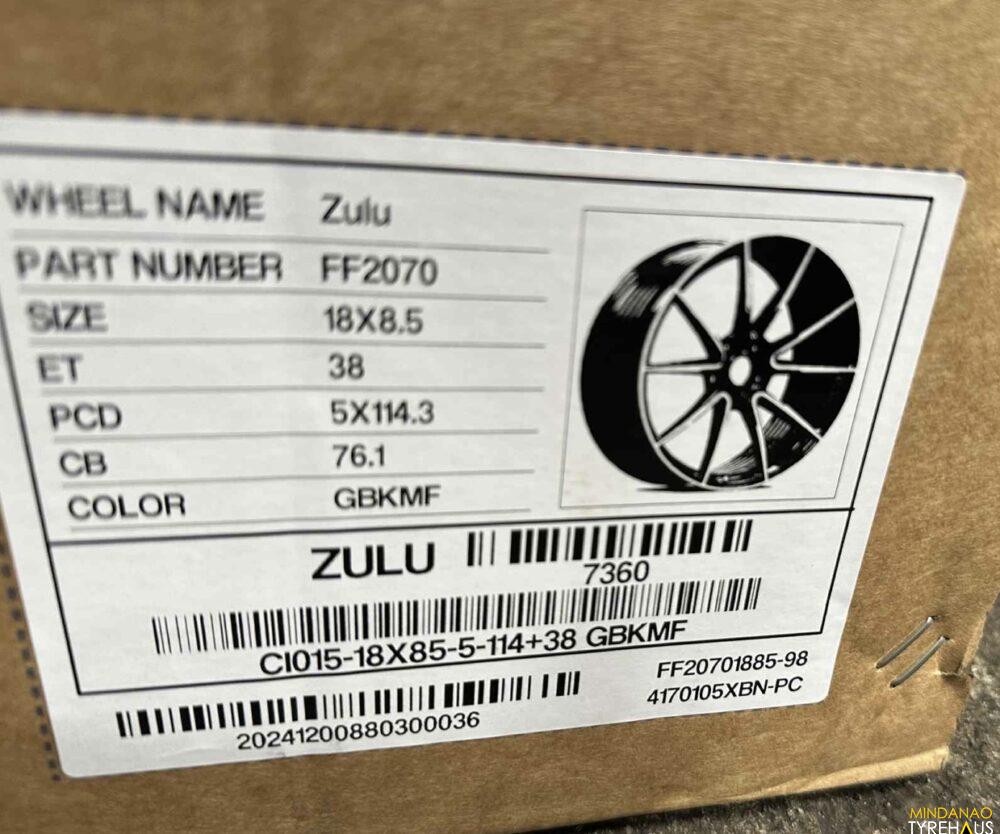 WHEEL NAME Zulu
PART NUMBER FF2070
SIZE 18X8.5
ET 38
PCD 5X114.3
CB 76.1
COLOR GBKMF
ZULU
7360
CI015-18X85-5-114+38 GBKMF
FF20701885-98
4170105XBN-PC
20241200880300036
MINDANAO
TYREHAUS